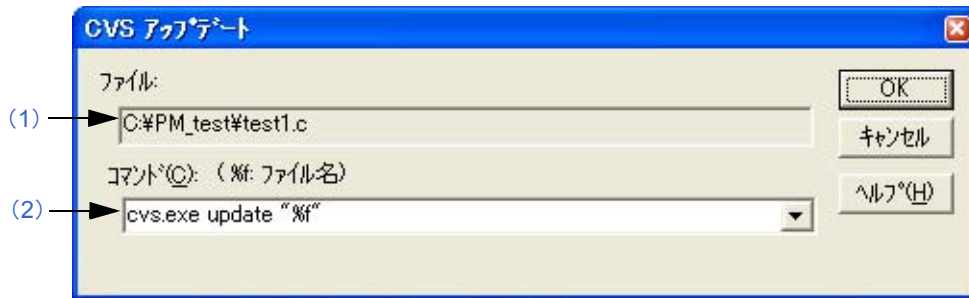 CVS ｱｯﾌﾟﾃﾞｰﾄ
ﾌｧｲﾙ:
(1)
C:¥PM_test¥test1.c
OK
ｷｬﾝｾﾙ
ｺﾏﾝﾄﾞ(C): ( %f: ﾌｧｲﾙ名)
ﾍﾙﾌﾟ(H)
(2)
cvs.exe update "%f"